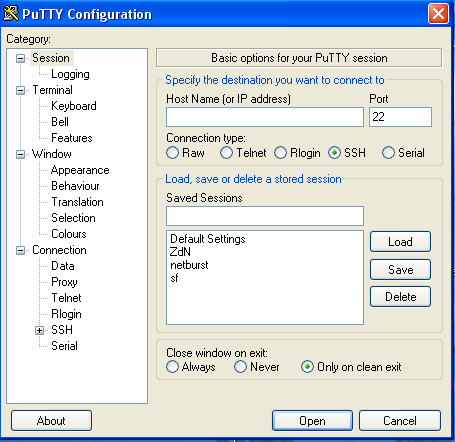 PuTTY Configuration
Category:
Session
Logging
Terminal
Keyboard
Bell
Features
Window
Appearance
Behaviour
Translation
Selection
Colours
Connection
Data
Proxy
Telnet
Rlogin
SSH
Serial
Basic options for your PuTTY session
Specify the destination you want to connect to
Host Name (or IP address) Port
22
Connection type:
Raw Telnet Rlogin SSH Serial
Load, save or delete a stored session
Saved Sessions
Default Settings
ZdN
netburst
sf
Load
Save
Delete
Close window on exit:
Always Never Only on clean exit
About Open Cancel